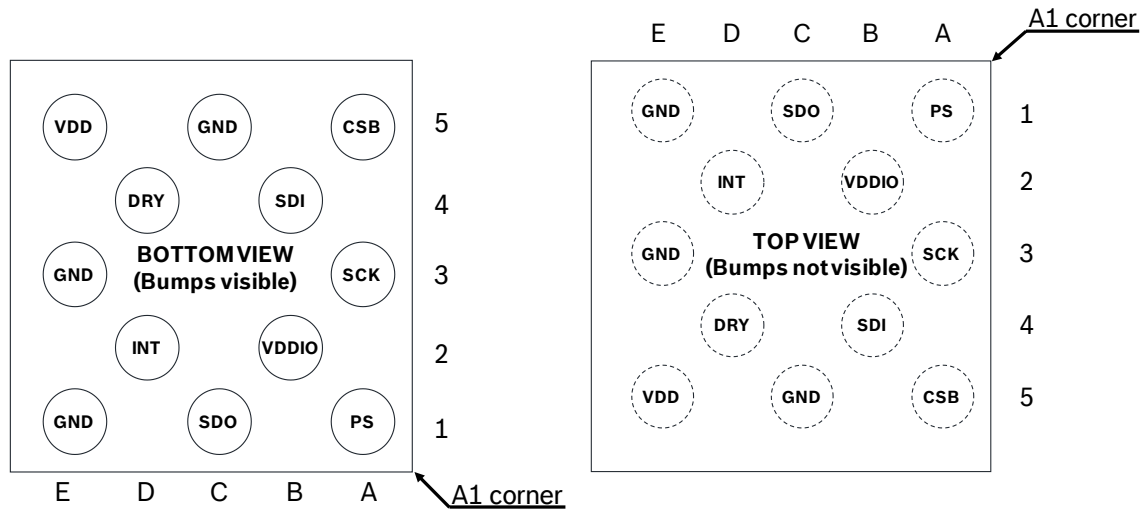 VDD GND CSB 5
DRY SDI 4
BOTTOM VIEW
(Bumps visible)
GND SCK 3
INT VDDIO 2
GND SDO PS 1
E D C B A
A1 corner
A1 corner
E D C B A
GND SDO PS 1
INT VDDIO 2
TOP VIEW
(Bumps not visible)
GND SCK 3
DRY SDI 4
VDD GND CSB 5